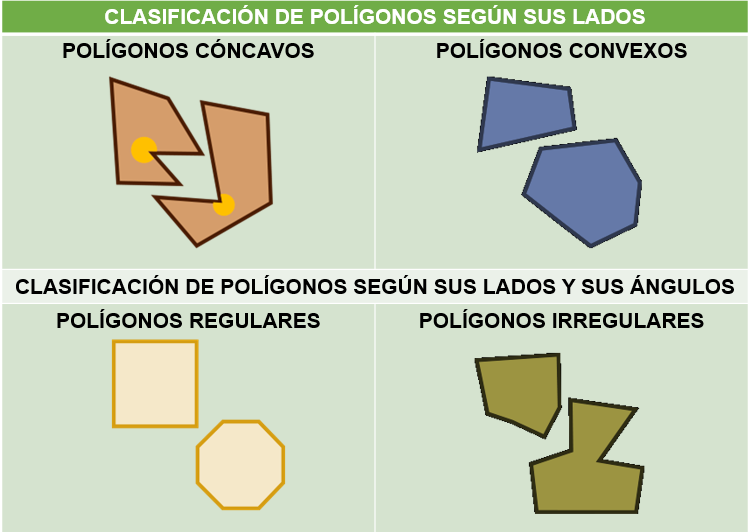 CLASIFICACIÓN DE POLÍGONOS SEGÚN SUS LADOS
POLÍGONOS CÓNCAVOS
POLÍGONOS CONVEXOS
CLASIFICACIÓN DE POLÍGONOS SEGÚN SUS LADOS Y SUS ÁNGULOS
POLÍGONOS REGULARES
POLÍGONOS IRREGULARES